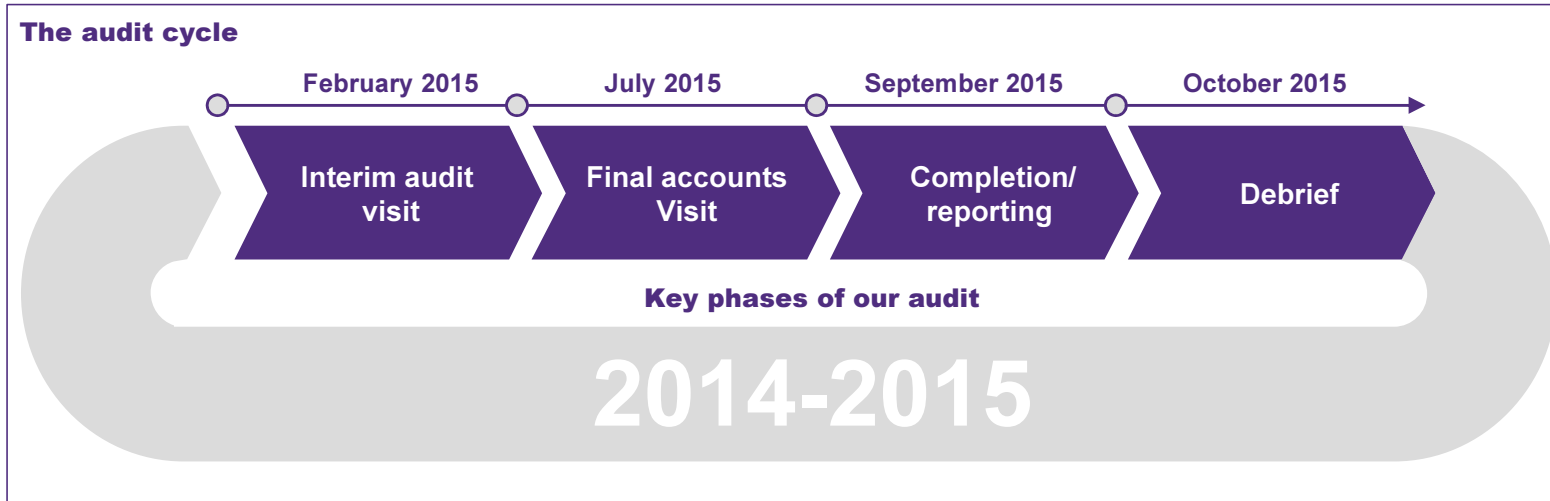 The audit cycle
February 2015
July 2015
September 2015
October 2015
Interim audit
visit
Final accounts
Visit
Completion/
reporting
Debrief
Key phases of our audit
2014-2015